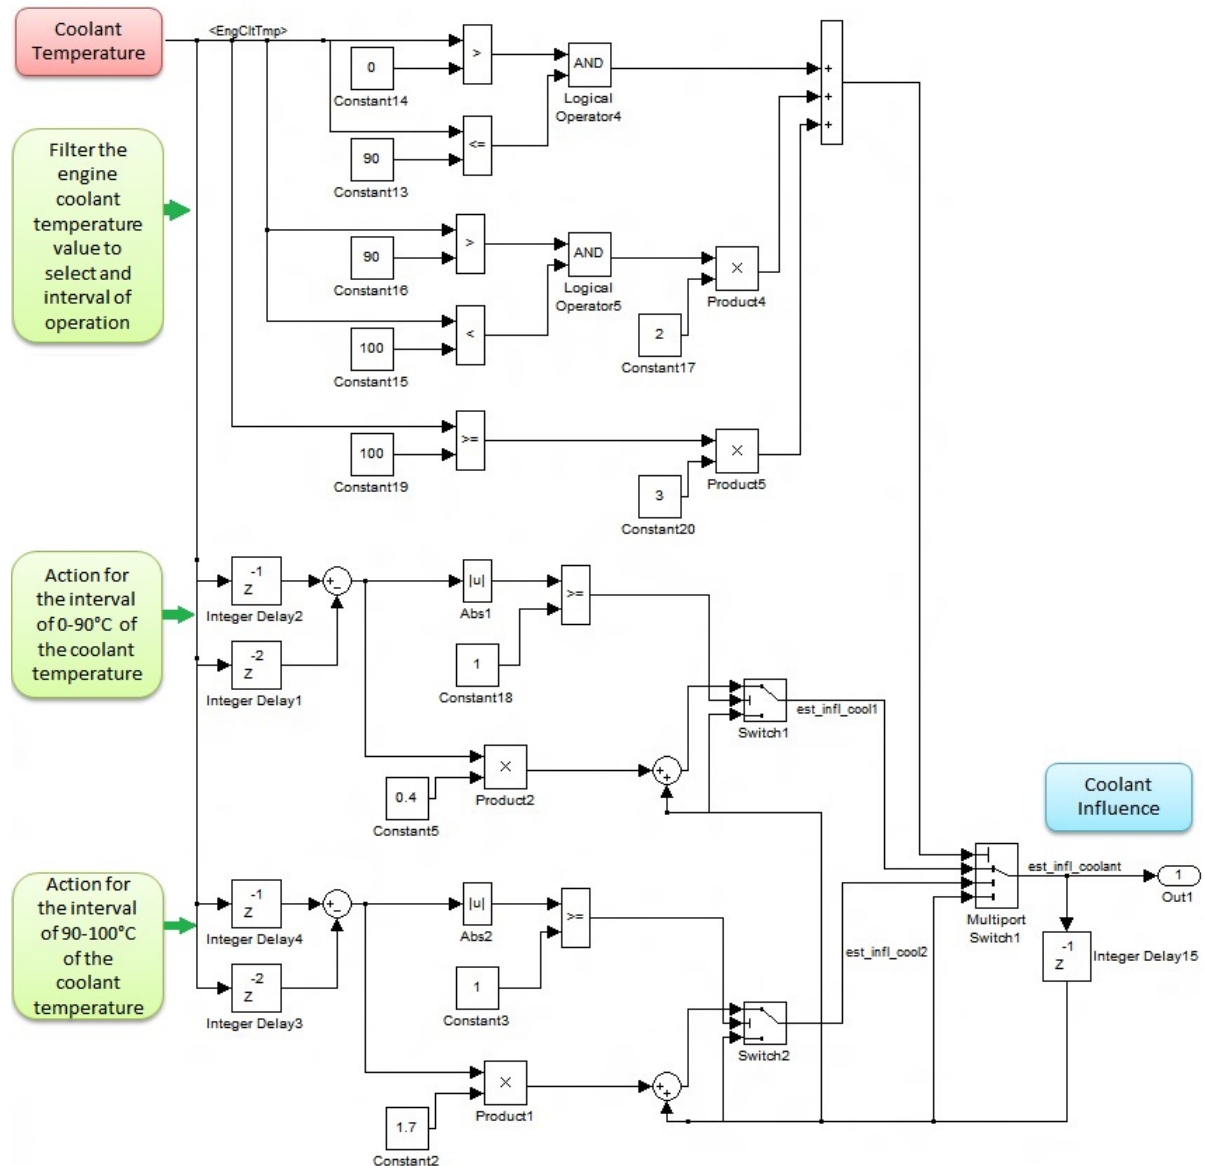 Coolant
Temperature
<EngCltTmp>
>
0
Constant14
AND
Logical
Operator4
<=
90
Constant13
+
+
+
Filter the
engine
coolant
temperature
value to
select and
interval of
operation
>
90
Constant16
AND
Logical
Operator5
<
100
Constant15
×
Product4
2
Constant17
>=
100
Constant19
×
Product5
3
Constant20
Action for
the interval
of 0-90°C of
the coolant
temperature
-1
z
Integer Delay2
+
−
|u|
Abs1
>=
-2
z
Integer Delay1
1
Constant18
Switch1
est_infl_cool1
×
Product2
0.4
Constant5
+
+
Coolant
Influence
Action for
the interval
of 90-100°C
of the
coolant
temperature
-1
z
Integer Delay4
+
−
|u|
Abs2
>=
-2
z
Integer Delay3
1
Constant3
Switch2
est_infl_cool2
Multiport
Switch1
est_infl_coolant
1
Out1
-1
z
Integer Delay15
×
Product1
1.7
Constant2
+
+